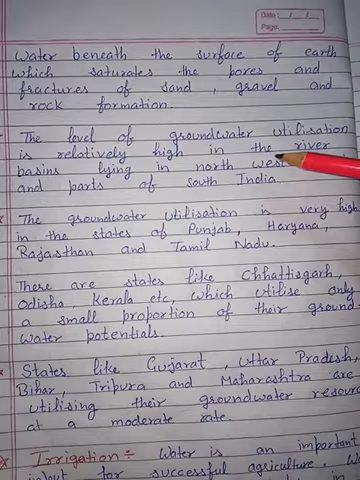 Date : / /
Page:
Water beneath the surface of earth
which saturates the pores and
fractures of sand, gravel and
rock formation.
The level of groundwater utilisation
is relatively high in the river
basins lying in north west
and parts of South India
The groundwater utilisation is very high
in the states of Punjab, Haryana,
Rajasthan and Tamil Nadu.
There are states like Chhattisgarh,
Odisha, Kerala etc, which utilise only
a small proportion of their ground-
water potentials.
States like Gujarat, Uttar Pradesh,
Bihar, Tripura and Maharashtra are
utilising their groundwater resourc
at a moderate rate
Irrigation ÷ Water is an important
input for successful agriculture.